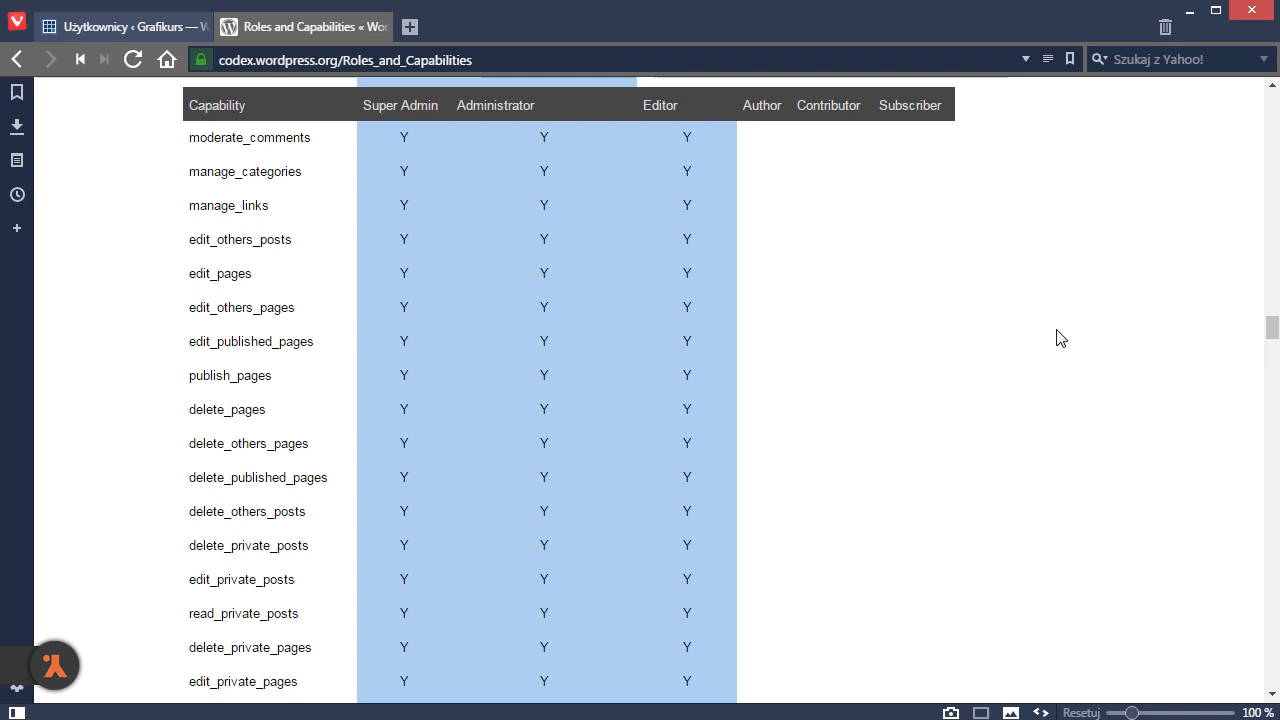 Użytkownicy ‹ Grafikurs — W
Roles and Capabilities « Wor
codex.wordpress.org/Roles_and_Capabilities
Szukaj z Yahoo!
Capability Super Admin Administrator Editor Author Contributor Subscriber
moderate_comments Y Y Y
manage_categories Y Y Y
manage_links Y Y Y
edit_others_posts Y Y Y
edit_pages Y Y Y
edit_others_pages Y Y Y
edit_published_pages Y Y Y
publish_pages Y Y Y
delete_pages Y Y Y
delete_others_pages Y Y Y
delete_published_pages Y Y Y
delete_others_posts Y Y Y
delete_private_posts Y Y Y
edit_private_posts Y Y Y
read_private_posts Y Y Y
delete_private_pages Y Y Y
edit_private_pages Y Y Y
Resetuj 100 %